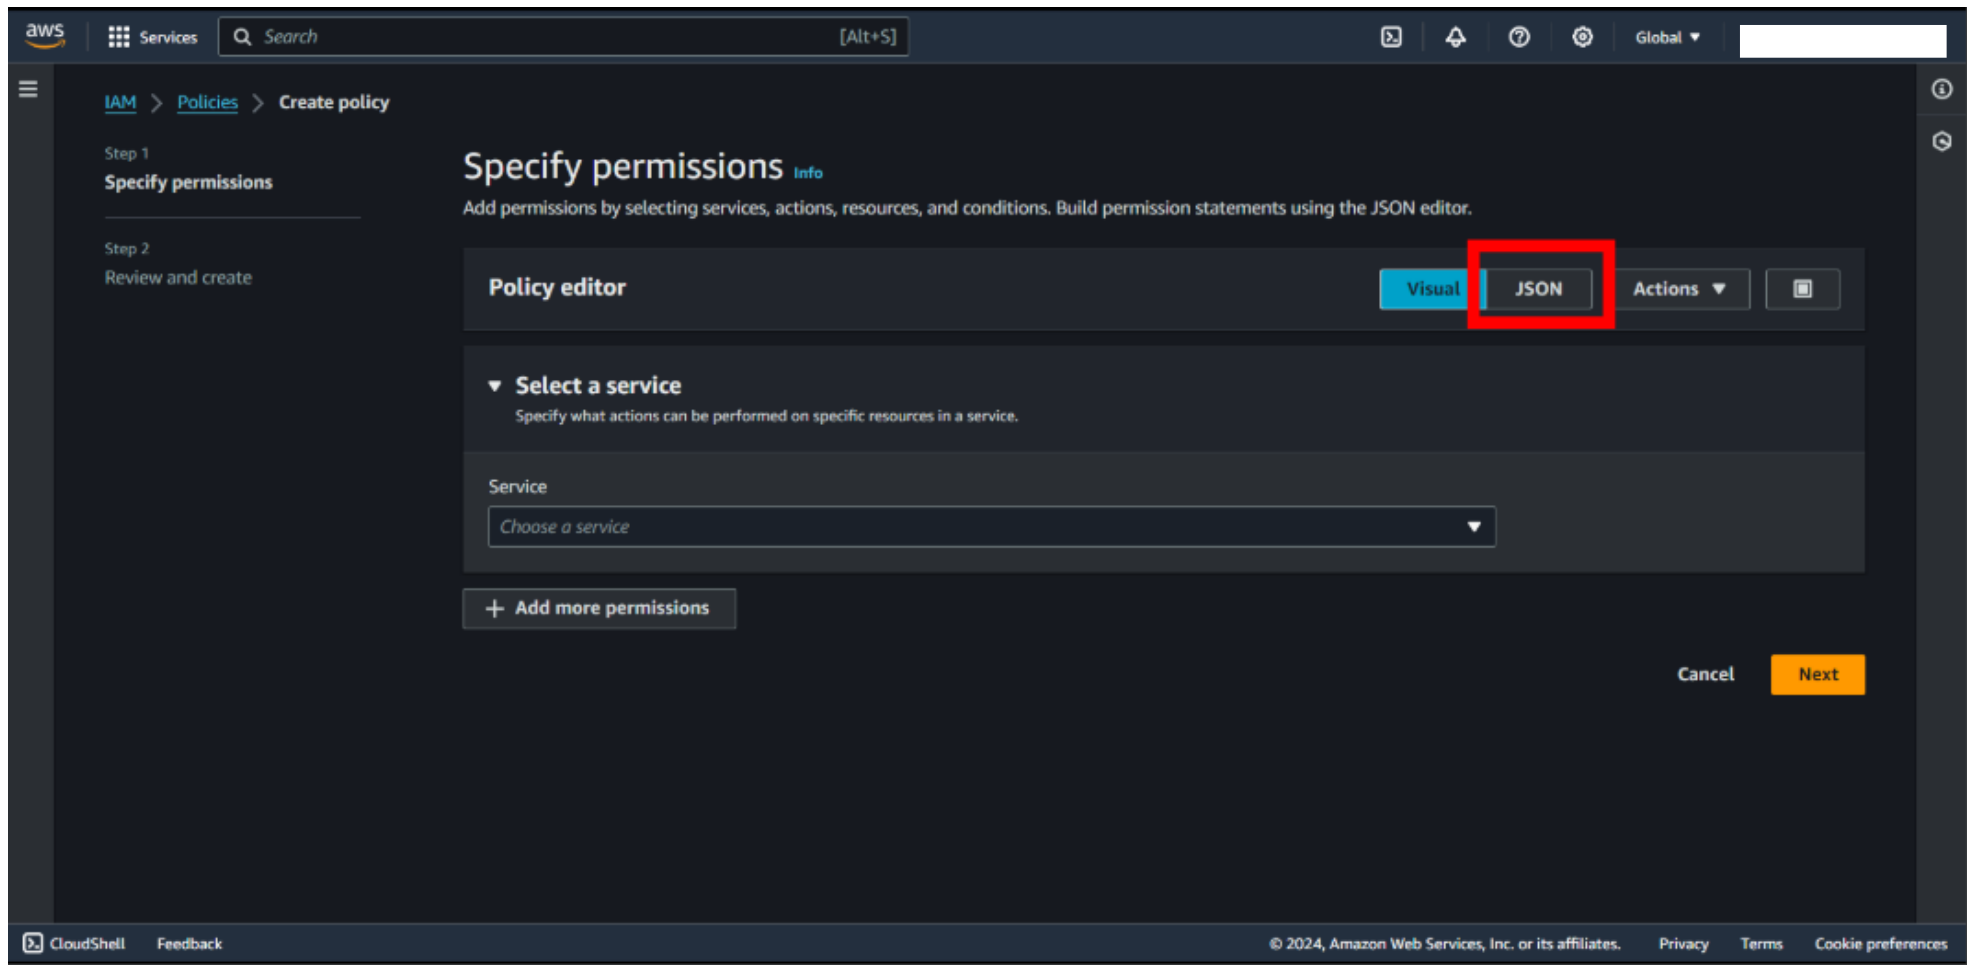 aws
Services
Search
[Alt+S]
Global
IAM > Policies > Create policy
Step 1
Specify permissions
Step 2
Review and create
Specify permissions Info
Add permissions by selecting services, actions, resources, and conditions. Build permission statements using the JSON editor.
Policy editor
Visual
JSON
Actions
Select a service
Specify what actions can be performed on specific resources in a service.
Service
Choose a service
+ Add more permissions
Cancel
Next
CloudShell
Feedback
© 2024, Amazon Web Services, Inc. or its affiliates.
Privacy
Terms
Cookie preferences